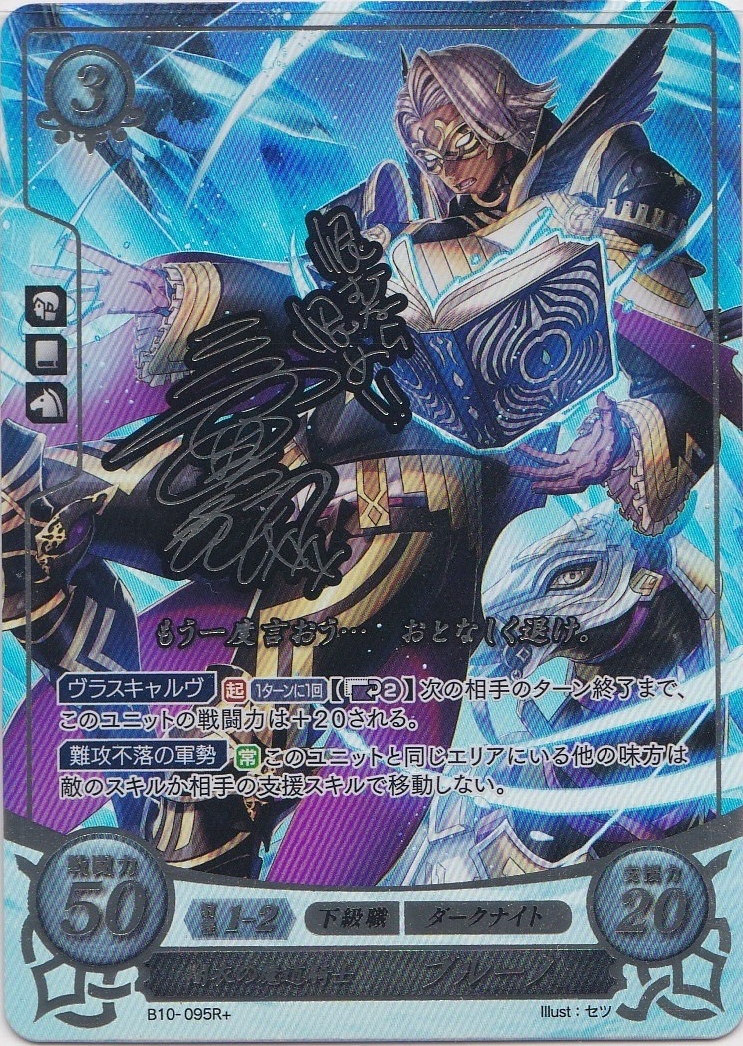 3
もう一度言おう… おとなしく退け。
ヴラスキャルヴ 起 1ターンに1回【2】次の相手のターン終了まで、
このユニットの戦闘力は+20される。
難攻不落の軍勢 常 このユニットと同じエリアにいる他の味方は
敵のスキルか相手の支援スキルで移動しない。
戦闘力
50
射程 1-2 下級職 ダークナイト
支援力
20
ブルーノ
B10-095R+ Illust:セツ